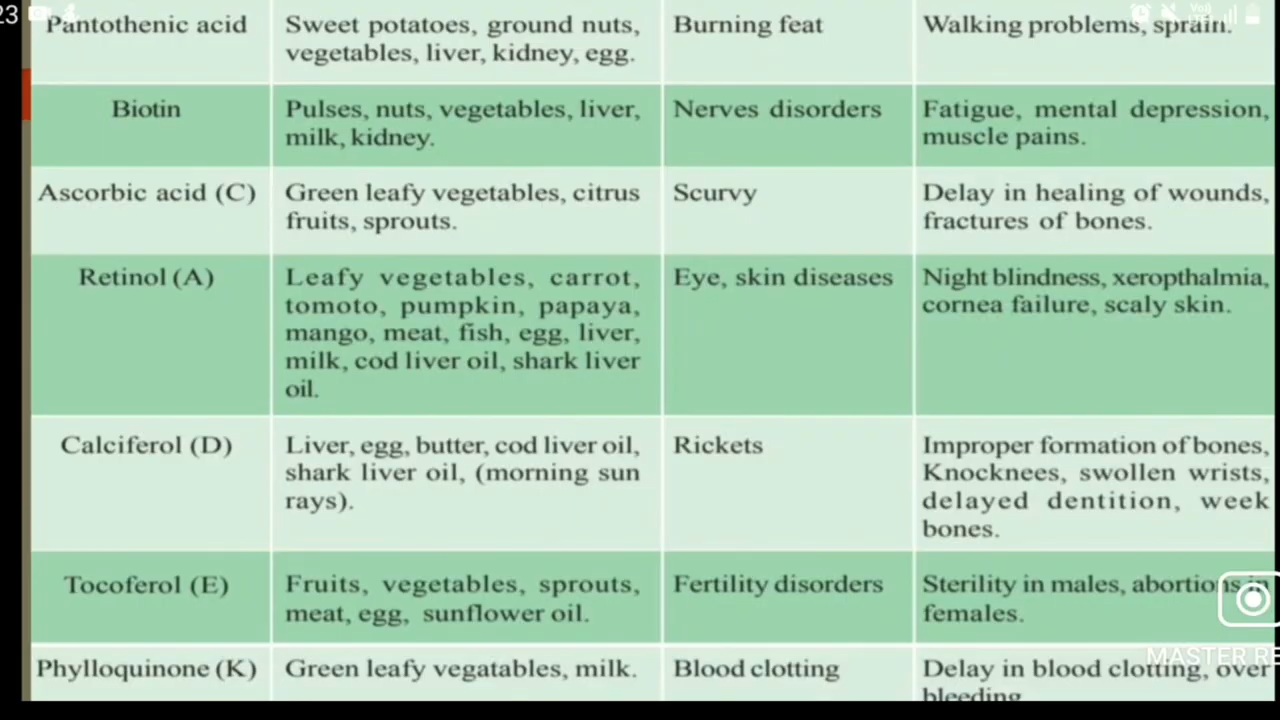 23
Vo))
LTE
Pantothenic acid
Sweet potatoes, ground nuts,
vegetables, liver, kidney, egg.
Burning feat
Walking problems, sprain.
Biotin
Pulses, nuts, vegetables, liver,
milk, kidney.
Nerves disorders
Fatigue, mental depression,
muscle pains.
Ascorbic acid (C)
Green leafy vegetables, citrus
fruits, sprouts.
Scurvy
Delay in healing of wounds,
fractures of bones.
Retinol (A)
Leafy vegetables, carrot,
tomoto, pumpkin, papaya,
mango, meat, fish, egg, liver,
milk, cod liver oil, shark liver
oil.
Eye, skin diseases
Night blindness, xeropthalmia,
cornea failure, scaly skin.
Calciferol (D)
Liver, egg, butter, cod liver oil,
shark liver oil, (morning sun
rays).
Rickets
Improper formation of bones,
Knocknees, swollen wrists,
delayed dentition, week
bones.
Tocoferol (E)
Fruits, vegetables, sprouts,
meat, egg, sunflower oil.
Fertility disorders
Sterility in males, abortions in
females.
Phylloquinone (K)
Green leafy vegatables, milk.
Blood clotting
Delay in blood clotting, over
bleeding
MASTER RE